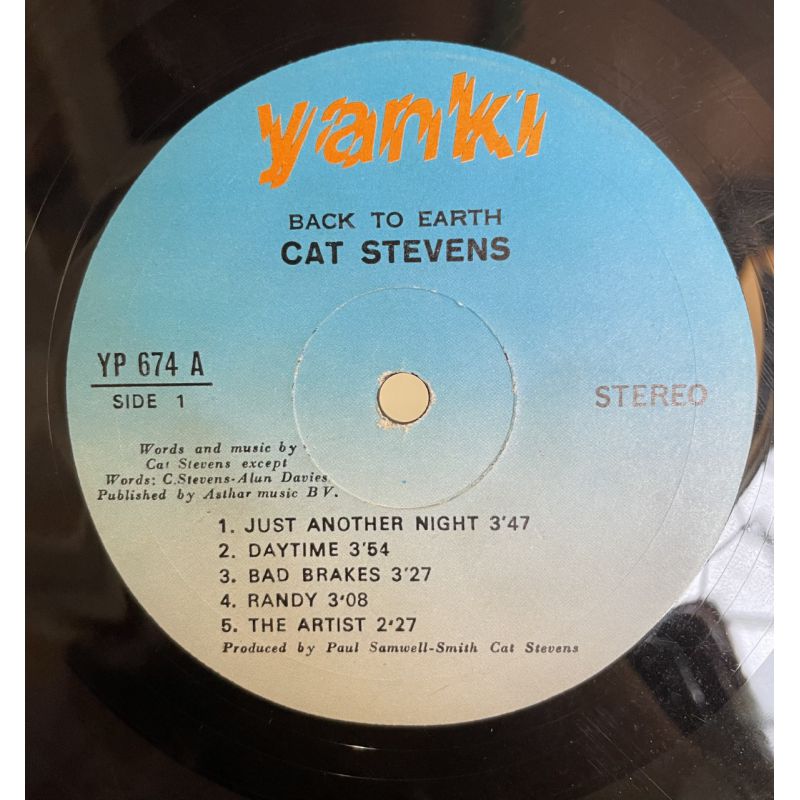 yanki
BACK TO EARTH
CAT STEVENS
YP 674 A
SIDE 1
STEREO
Words and music by
Cat Stevens except
Words: C.Stevens-Alun Davies
Published by Asthar music B V.
1. JUST ANOTHER NIGHT 3'47
2. DAYTIME 3'54
3. BAD BRAKES 3'27
4. RANDY 3'08
5. THE ARTIST 2'27
Produced by Paul Samwell-Smith Cat Stevens